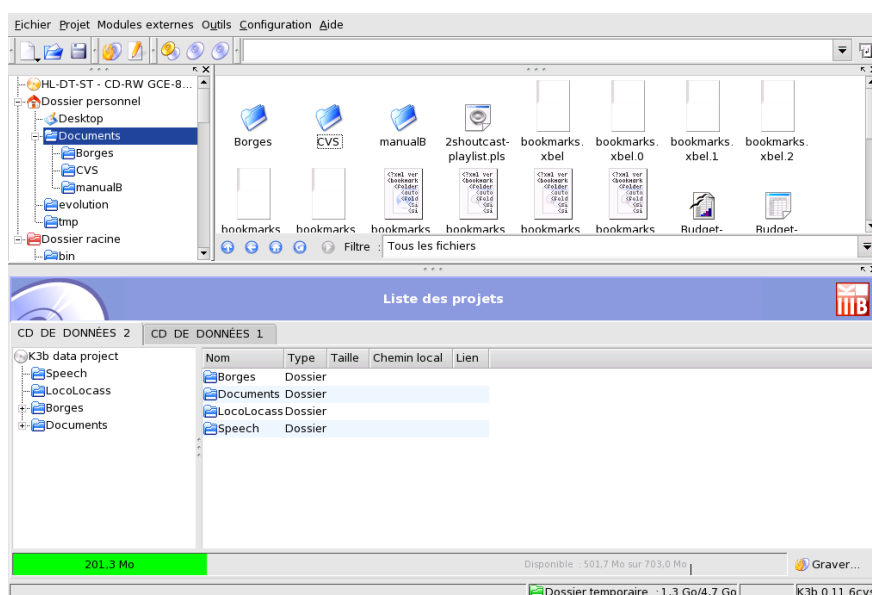 Fichier Projet Modules externes Outils Configuration Aide
HL-DT-ST - CD-RW GCE-8...
Dossier personnel
Desktop
Documents
Borges
CVS
manualB
evolution
tmp
Dossier racine
bin
Borges CVS manualB 2shoutcast-playlist.pls bookmarks.xbel bookmarks.xbel.0 bookmarks.xbel.1 bookmarks.xbel.2
bookmarks bookmarks bookmarks bookmarks bookmarks bookmarks Budget- Budget-
Filtre : Tous les fichiers
Liste des projets
K3B
CD DE DONNÉES 2 CD DE DONNÉES 1
K3b data project
Speech
LocoLocass
Borges
Documents
Nom Type Taille Chemin local Lien
Borges Dossier
Documents Dossier
LocoLocass Dossier
Speech Dossier
201,3 Mo Disponible : 501,7 Mo sur 703,0 Mo Graver...
Dossier temporaire : 1,3 Go/4,7 Go K3b 0.11.6cvs